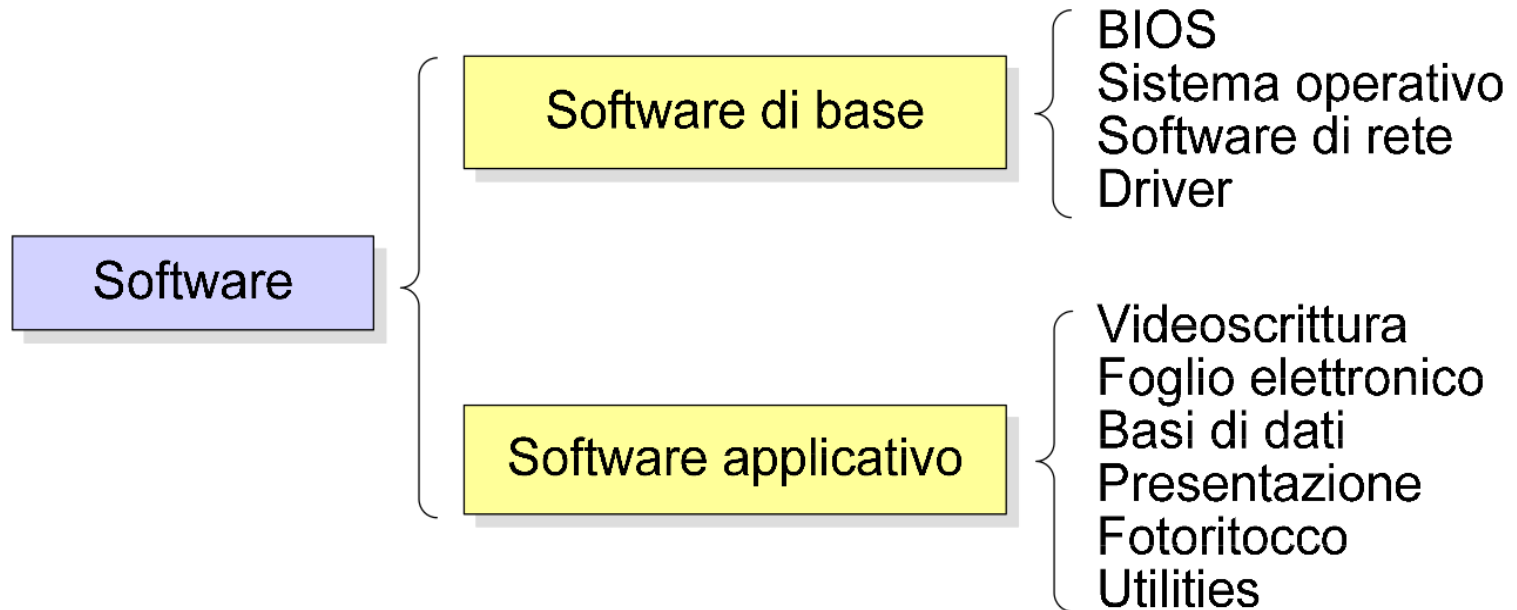 Software
Software di base
BIOS
Sistema operativo
Software di rete
Driver
Software applicativo
Videoscrittura
Foglio elettronico
Basi di dati
Presentazione
Fotoritocco
Utilities